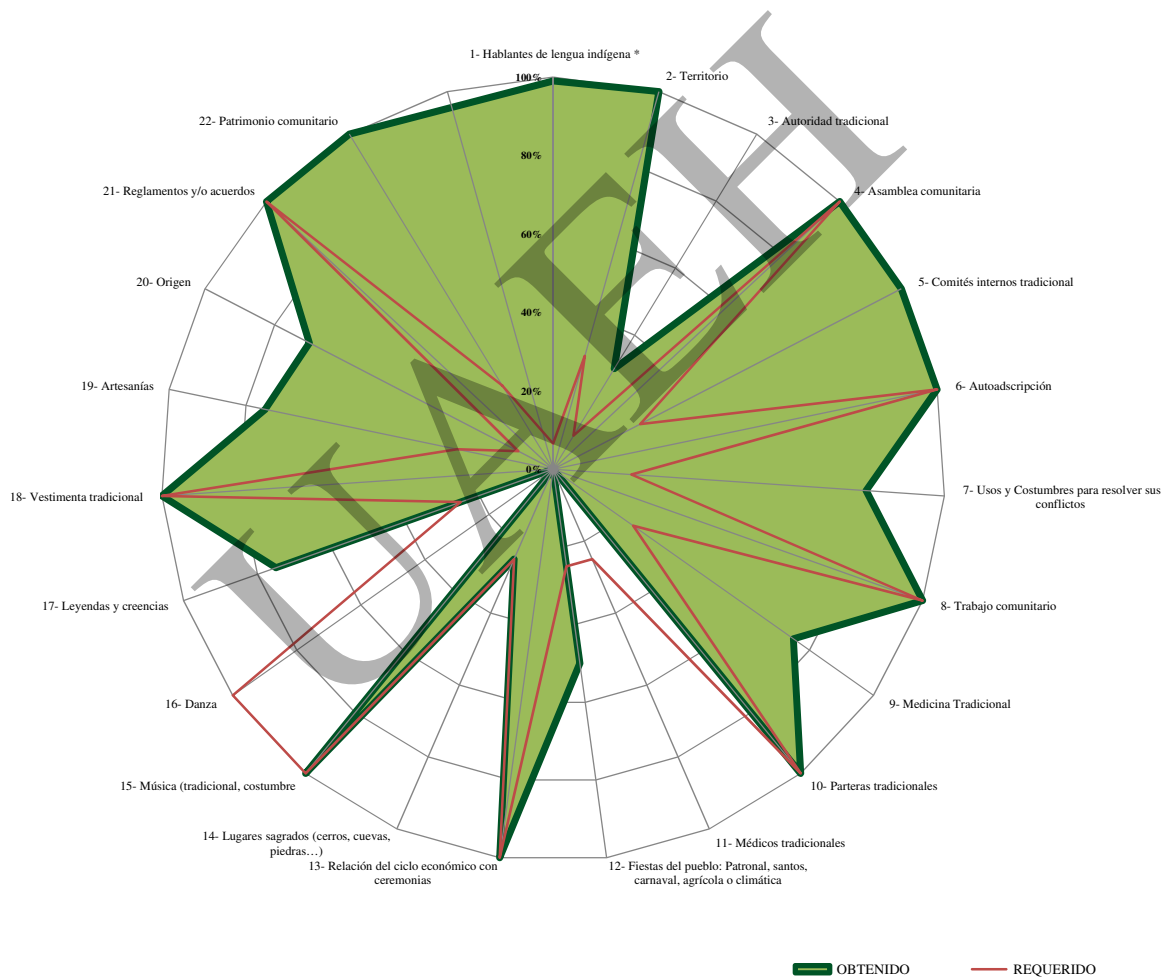 1- Hablantes de lengua indígena *
2- Territorio
3- Autoridad tradicional
4- Asamblea comunitaria
5- Comités internos tradicional
6- Autoadscripción
7- Usos y Costumbres para resolver sus
conflictos
8- Trabajo comunitario
9- Medicina Tradicional
10- Parteras tradicionales
11- Médicos tradicionales
12- Fiestas del pueblo: Patronal, santos,
carnaval, agrícola o climática
13- Relación del ciclo económico con
ceremonias
14- Lugares sagrados (cerros, cuevas,
piedras…)
15- Música (tradicional, costumbre
16- Danza
17- Leyendas y creencias
18- Vestimenta tradicional
19- Artesanías
20- Origen
21- Reglamentos y/o acuerdos
22- Patrimonio comunitario
100%
80%
60%
40%
20%
0%
UAEH
OBTENIDO
REQUERIDO